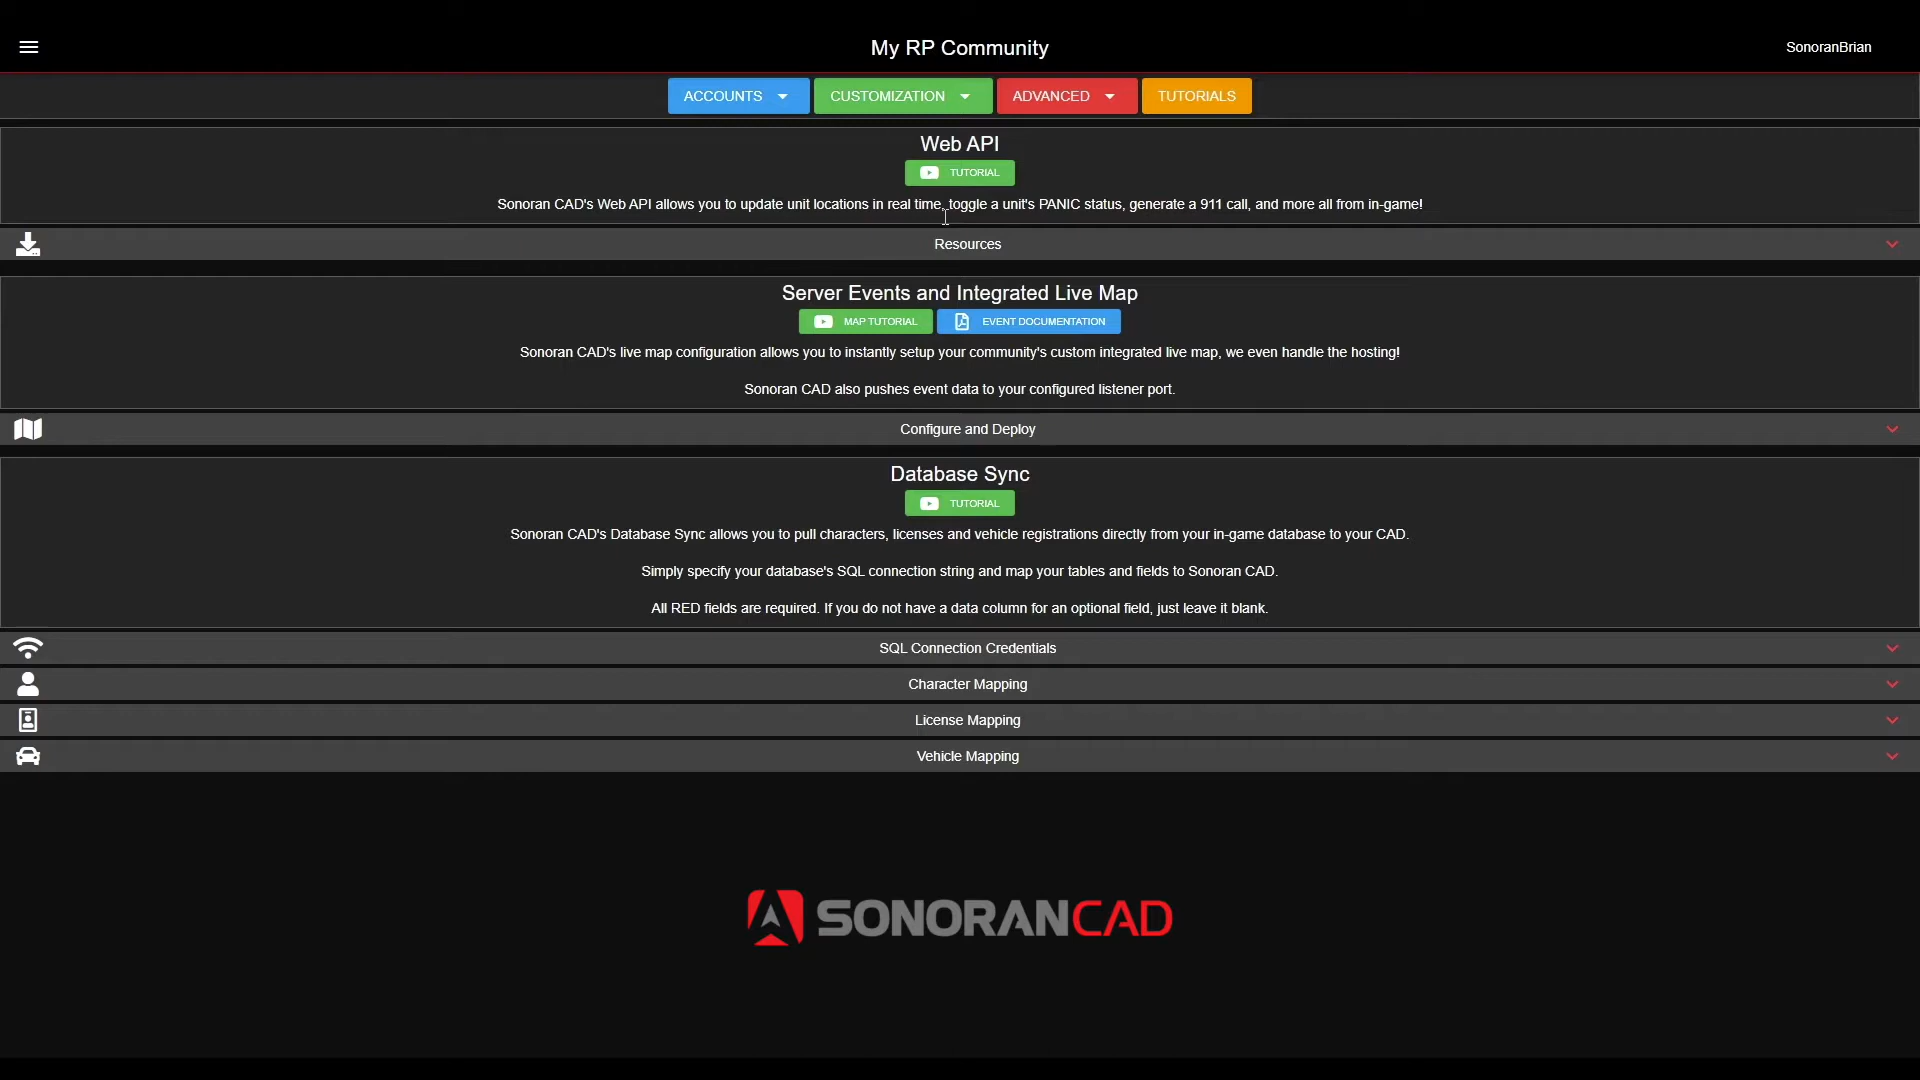 My RP Community
SonoranBrian
ACCOUNTS
CUSTOMIZATION
ADVANCED
TUTORIALS
Web API
TUTORIAL
Sonoran CAD's Web API allows you to update unit locations in real time, toggle a unit's PANIC status, generate a 911 call, and more all from in-game!
Resources
Server Events and Integrated Live Map
MAP TUTORIAL
EVENT DOCUMENTATION
Sonoran CAD's live map configuration allows you to instantly setup your community's custom integrated live map, we even handle the hosting!
Sonoran CAD also pushes event data to your configured listener port.
Configure and Deploy
Database Sync
TUTORIAL
Sonoran CAD's Database Sync allows you to pull characters, licenses and vehicle registrations directly from your in-game database to your CAD.
Simply specify your database's SQL connection string and map your tables and fields to Sonoran CAD.
All RED fields are required. If you do not have a data column for an optional field, just leave it blank.
SQL Connection Credentials
Character Mapping
License Mapping
Vehicle Mapping
SONORANCAD